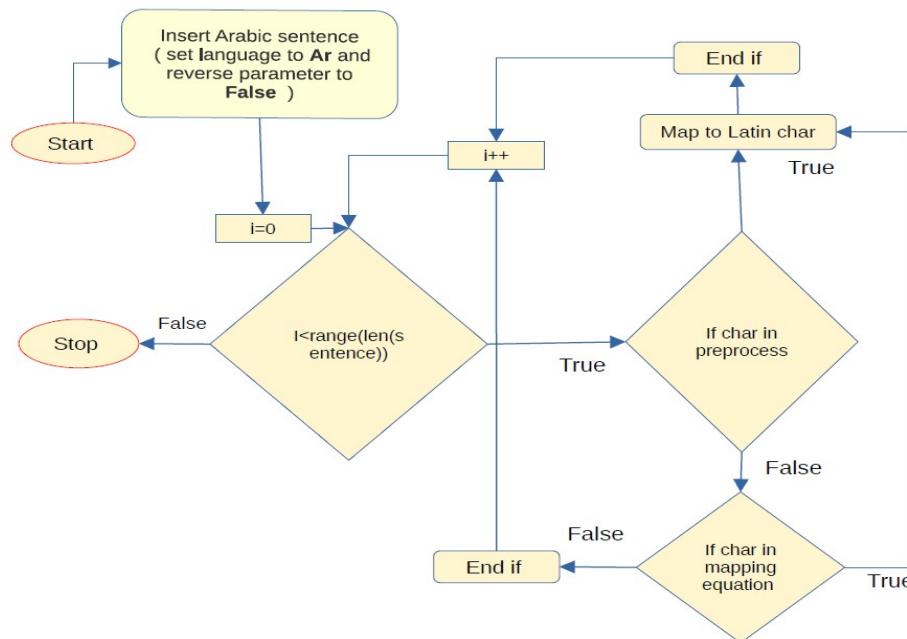 Insert Arabic sentence
( set language to Ar and
reverse parameter to
False )
Start
i=0
I<range(len(s
entence))
False
Stop
True
If char in
preprocess
True
Map to Latin char
End if
i++
False
If char in
mapping
equation
True
False
End if